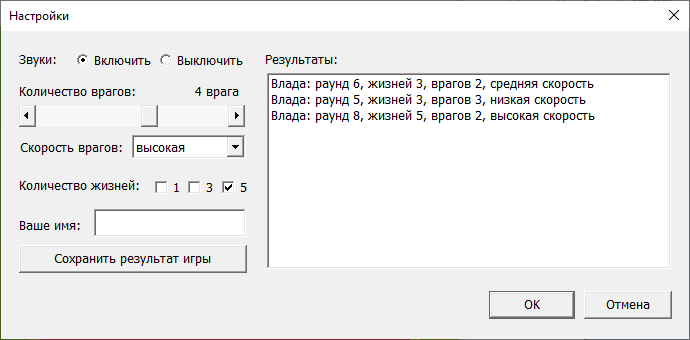 Настройки
Звуки: Включить Выключить
Количество врагов: 4 врага
Скорость врагов: высокая
Количество жизней: 1 3 5
Ваше имя:
Сохранить результат игры
Результаты:
Влада: раунд 6, жизней 3, врагов 2, средняя скорость
Влада: раунд 5, жизней 3, врагов 3, низкая скорость
Влада: раунд 8, жизней 5, врагов 2, высокая скорость
OK Отмена